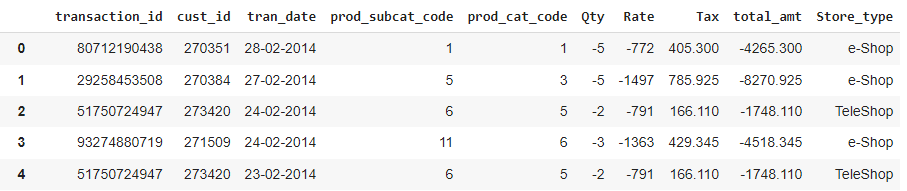 transaction_id cust_id tran_date prod_subcat_code prod_cat_code Qty Rate Tax total_amt Store_type
0 80712190438 270351 28-02-2014 1 1 -5 -772 405.300 -4265.300 e-Shop
1 29258453508 270384 27-02-2014 5 3 -5 -1497 785.925 -8270.925 e-Shop
2 51750724947 273420 24-02-2014 6 5 -2 -791 166.110 -1748.110 TeleShop
3 93274880719 271509 24-02-2014 11 6 -3 -1363 429.345 -4518.345 e-Shop
4 51750724947 273420 23-02-2014 6 5 -2 -791 166.110 -1748.110 TeleShop